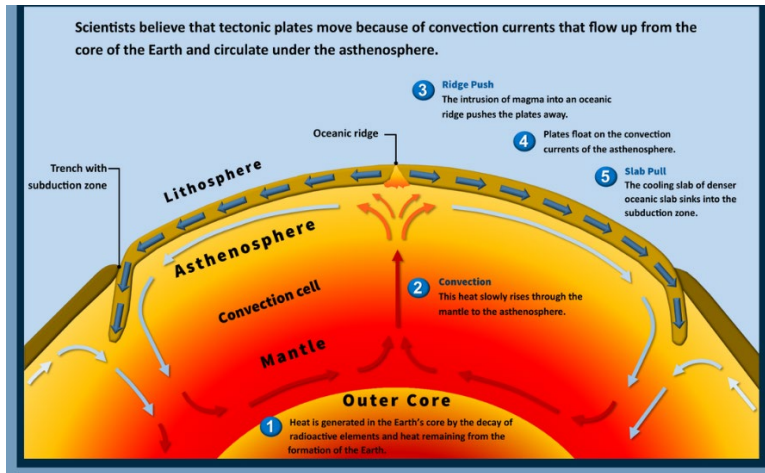 Scientists believe that tectonic plates move because of convection currents that flow up from the
core of the Earth and circulate under the asthenosphere.
3 Ridge Push
The intrusion of magma into an oceanic
ridge pushes the plates away.
Oceanic ridge
4 Plates float on the convection
currents of the asthenosphere.
Trench with
subduction zone
Lithosphere
5 Slab Pull
The cooling slab of denser
oceanic slab sinks into the
subduction zone.
Asthenosphere
Convection cell
2 Convection
This heat slowly rises through the
mantle to the asthenosphere.
Mantle
Outer Core
1 Heat is generated in the Earth's core by the decay of
radioactive elements and heat remaining from the
formation of the Earth.